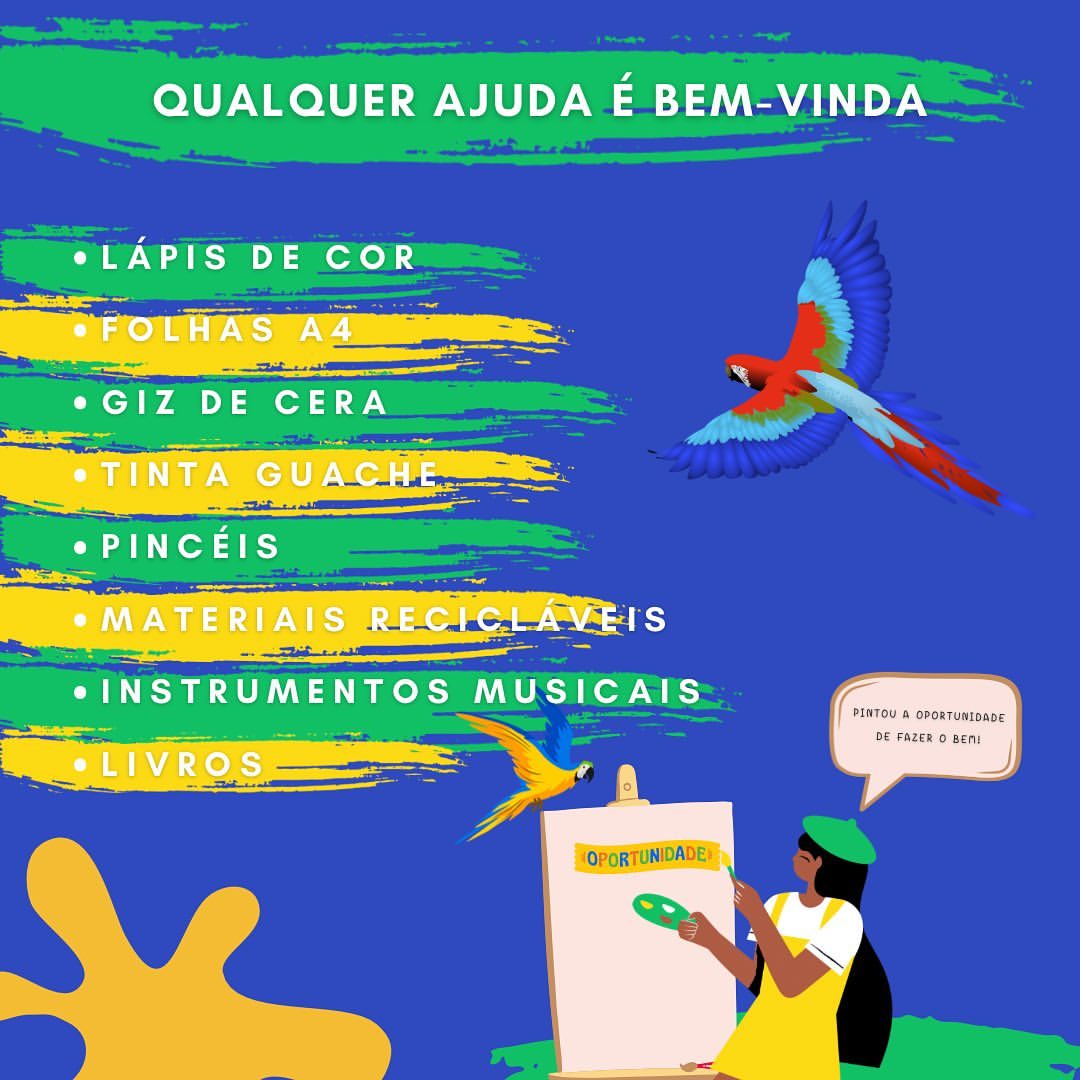 QUALQUER AJUDA É BEM-VINDA
• LÁPIS DE COR
• FOLHAS A4
• GIZ DE CERA
• TINTA GUACHE
• PINCÉIS
• MATERIAIS RECICLÁVEIS
• INSTRUMENTOS MUSICAIS
• LIVROS
PINTOU A OPORTUNIDADE
DE FAZER O BEM!
OPORTUNIDADE